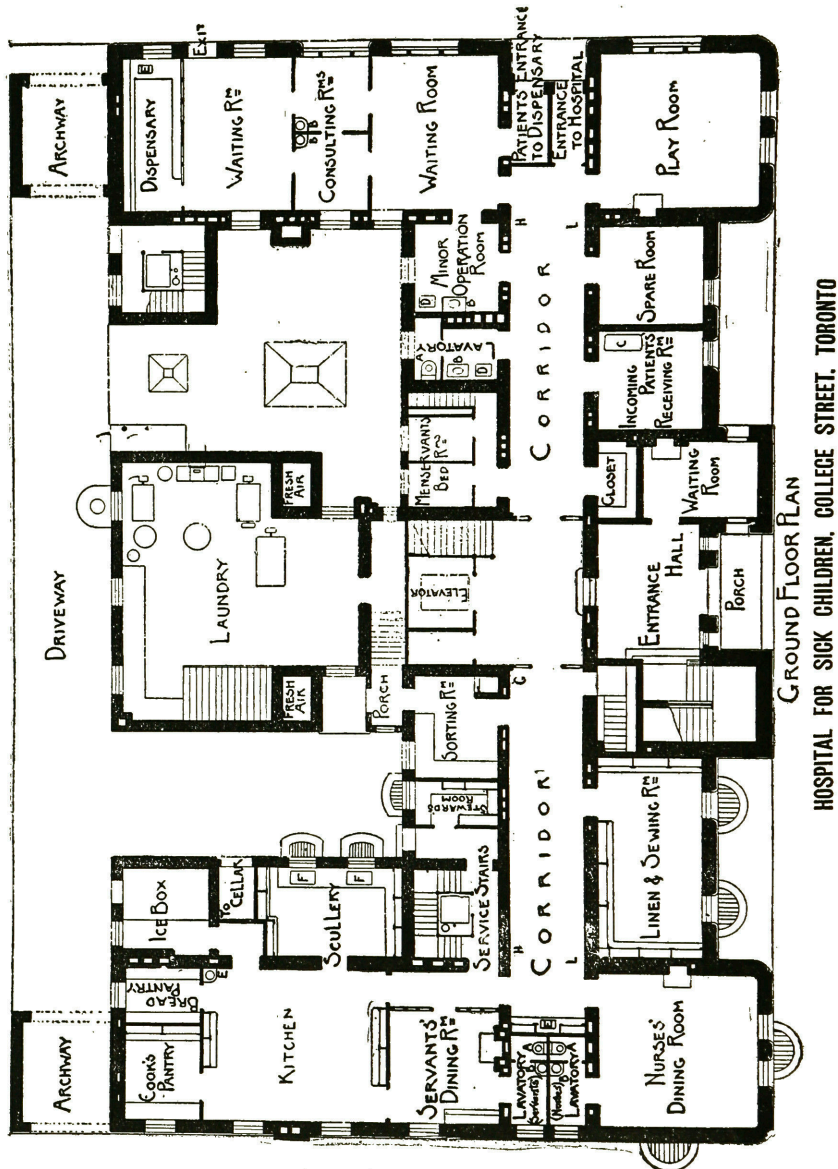 ARCHWAY
DRIVEWAY
ARCHWAY
COOK'S
PANTRY
BREAD
PANTRY
ICE BOX
TO
CELLAR
E
KITCHEN
SCULLERY
F
F
SERVANTS'
DINING RM
SERVICE STAIRS
STEWARDS
ROOM
SORTING RM
PORCH
FRESH
AIR
LAUNDRY
FRESH
AIR
ELEVATOR
MENSERVANTS
BED RMS
LAVATORY
A
B
D
MINOR
OPERATION
ROOM
D
B
DISPENSARY
E
WAITING RM
EXIT
CONSULTING RMS
B
B
WAITING ROOM
PATIENTS' ENTRANCE
TO DISPENSARY
ENTRANCE
TO HOSPITAL
LAVATORY
(Servants)
A
B
(Nurses)
LAVATORY
A
B
E
H
CORRIDOR
L
G
H
CORRIDOR
L
NURSES'
DINING ROOM
LINEN & SEWING RM
ENTRANCE
HALL
PORCH
CLOSET
WAITING
ROOM
INCOMING
PATIENTS
RECEIVING RM
C
SPARE ROOM
PLAY ROOM
GROUND FLOOR PLAN
HOSPITAL FOR SICK CHILDREN, COLLEGE STREET, TORONTO